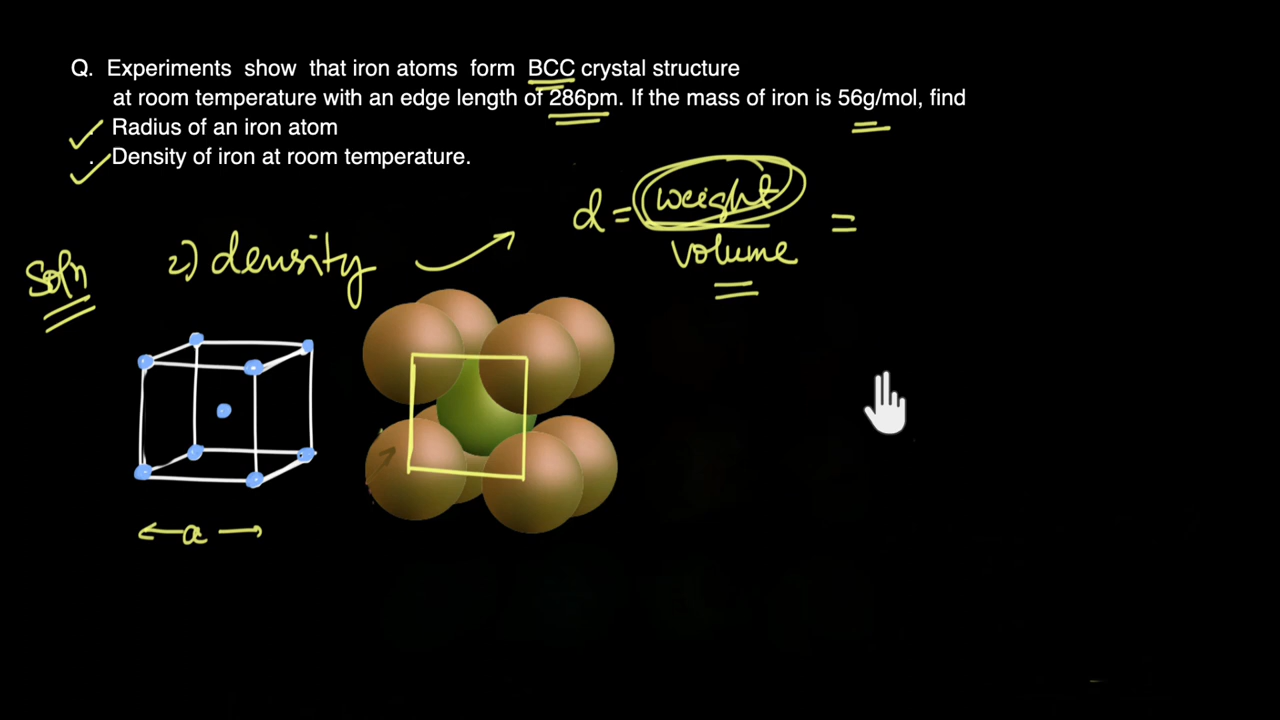 Q. Experiments show that iron atoms form BCC crystal structure
at room temperature with an edge length of 286pm. If the mass of iron is 56g/mol, find
. Radius of an iron atom
. Density of iron at room temperature.
d = weight / volume =
Soln
2) density
a